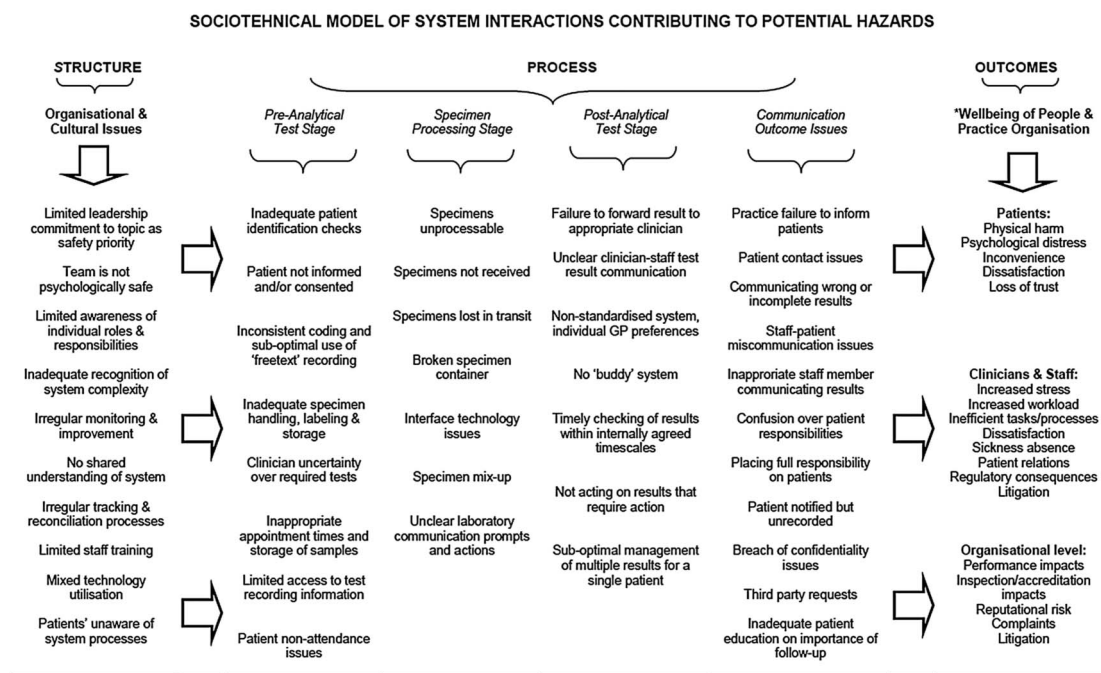 SOCIOTEHNICAL MODEL OF SYSTEM INTERACTIONS CONTRIBUTING TO POTENTIAL HAZARDS
STRUCTURE
Organisational &
Cultural Issues
Limited leadership
commitment to topic as
safety priority
Team is not
psychologically safe
Limited awareness of
individual roles &
responsibilities
Inadequate recognition of
system complexity
Irregular monitoring &
improvement
No shared
understanding of system
Irregular tracking &
reconciliation processes
Limited staff training
Mixed technology
utilisation
Patients' unaware of
system processes
PROCESS
Pre-Analytical
Test Stage
Inadequate patient
identification checks
Patient not informed
and/or consented
Inconsistent coding and
sub-optimal use of
'freetext' recording
Inadequate specimen
handling, labeling &
storage
Clinician uncertainty
over required tests
Inappropriate
appointment times and
storage of samples
Limited access to test
recording information
Patient non-attendance
issues
Specimen
Processing Stage
Specimens
unprocessable
Specimens not received
Specimens lost in transit
Broken specimen
container
Interface technology
issues
Specimen mix-up
Unclear laboratory
communication prompts
and actions
Post-Analytical
Test Stage
Failure to forward result to
appropriate clinician
Unclear clinician-staff test
result communication
Non-standardised system,
individual GP preferences
No 'buddy' system
Timely checking of results
within internally agreed
timescales
Not acting on results that
require action
Sub-optimal management
of multiple results for a
single patient
Communication
Outcome Issues
Practice failure to inform
patients
Patient contact issues
Communicating wrong or
incomplete results
Staff-patient
miscommunication issues
Inapproriate staff member
communicating results
Confusion over patient
responsibilities
Placing full responsibility
on patients
Patient notified but
unrecorded
Breach of confidentiality
issues
Third party requests
Inadequate patient
education on importance of
follow-up
OUTCOMES
*Wellbeing of People &
Practice Organisation
Patients:
Physical harm
Psychological distress
Inconvenience
Dissatisfaction
Loss of trust
Clinicians & Staff:
Increased stress
Increased workload
Inefficient tasks/processes
Dissatisfaction
Sickness absence
Patient relations
Regulatory consequences
Litigation
Organisational level:
Performance impacts
Inspection/accreditation
impacts
Reputational risk
Complaints
Litigation